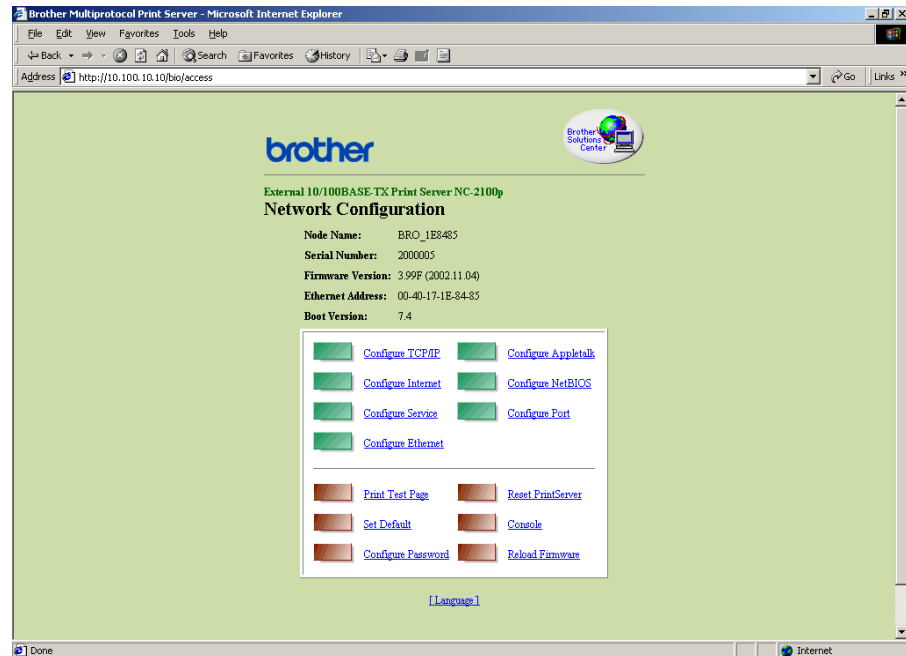 Brother Multiprotocol Print Server - Microsoft Internet Explorer
File Edit View Favorites Tools Help
Back Search Favorites History
Address http://10.100.10.10/bio/access Go Links »
brother
Brother
Solutions
Center
External 10/100BASE-TX Print Server NC-2100p
Network Configuration
Node Name: BRO_1E8485
Serial Number: 2000005
Firmware Version: 3.99F (2002.11.04)
Ethernet Address: 00-40-17-1E-84-85
Boot Version: 7.4
Configure TCP/IP Configure Appletalk
Configure Internet Configure NetBIOS
Configure Service Configure Port
Configure Ethernet
Print Test Page Reset PrintServer
Set Default Console
Configure Password Reload Firmware
[ Language ]
Done Internet